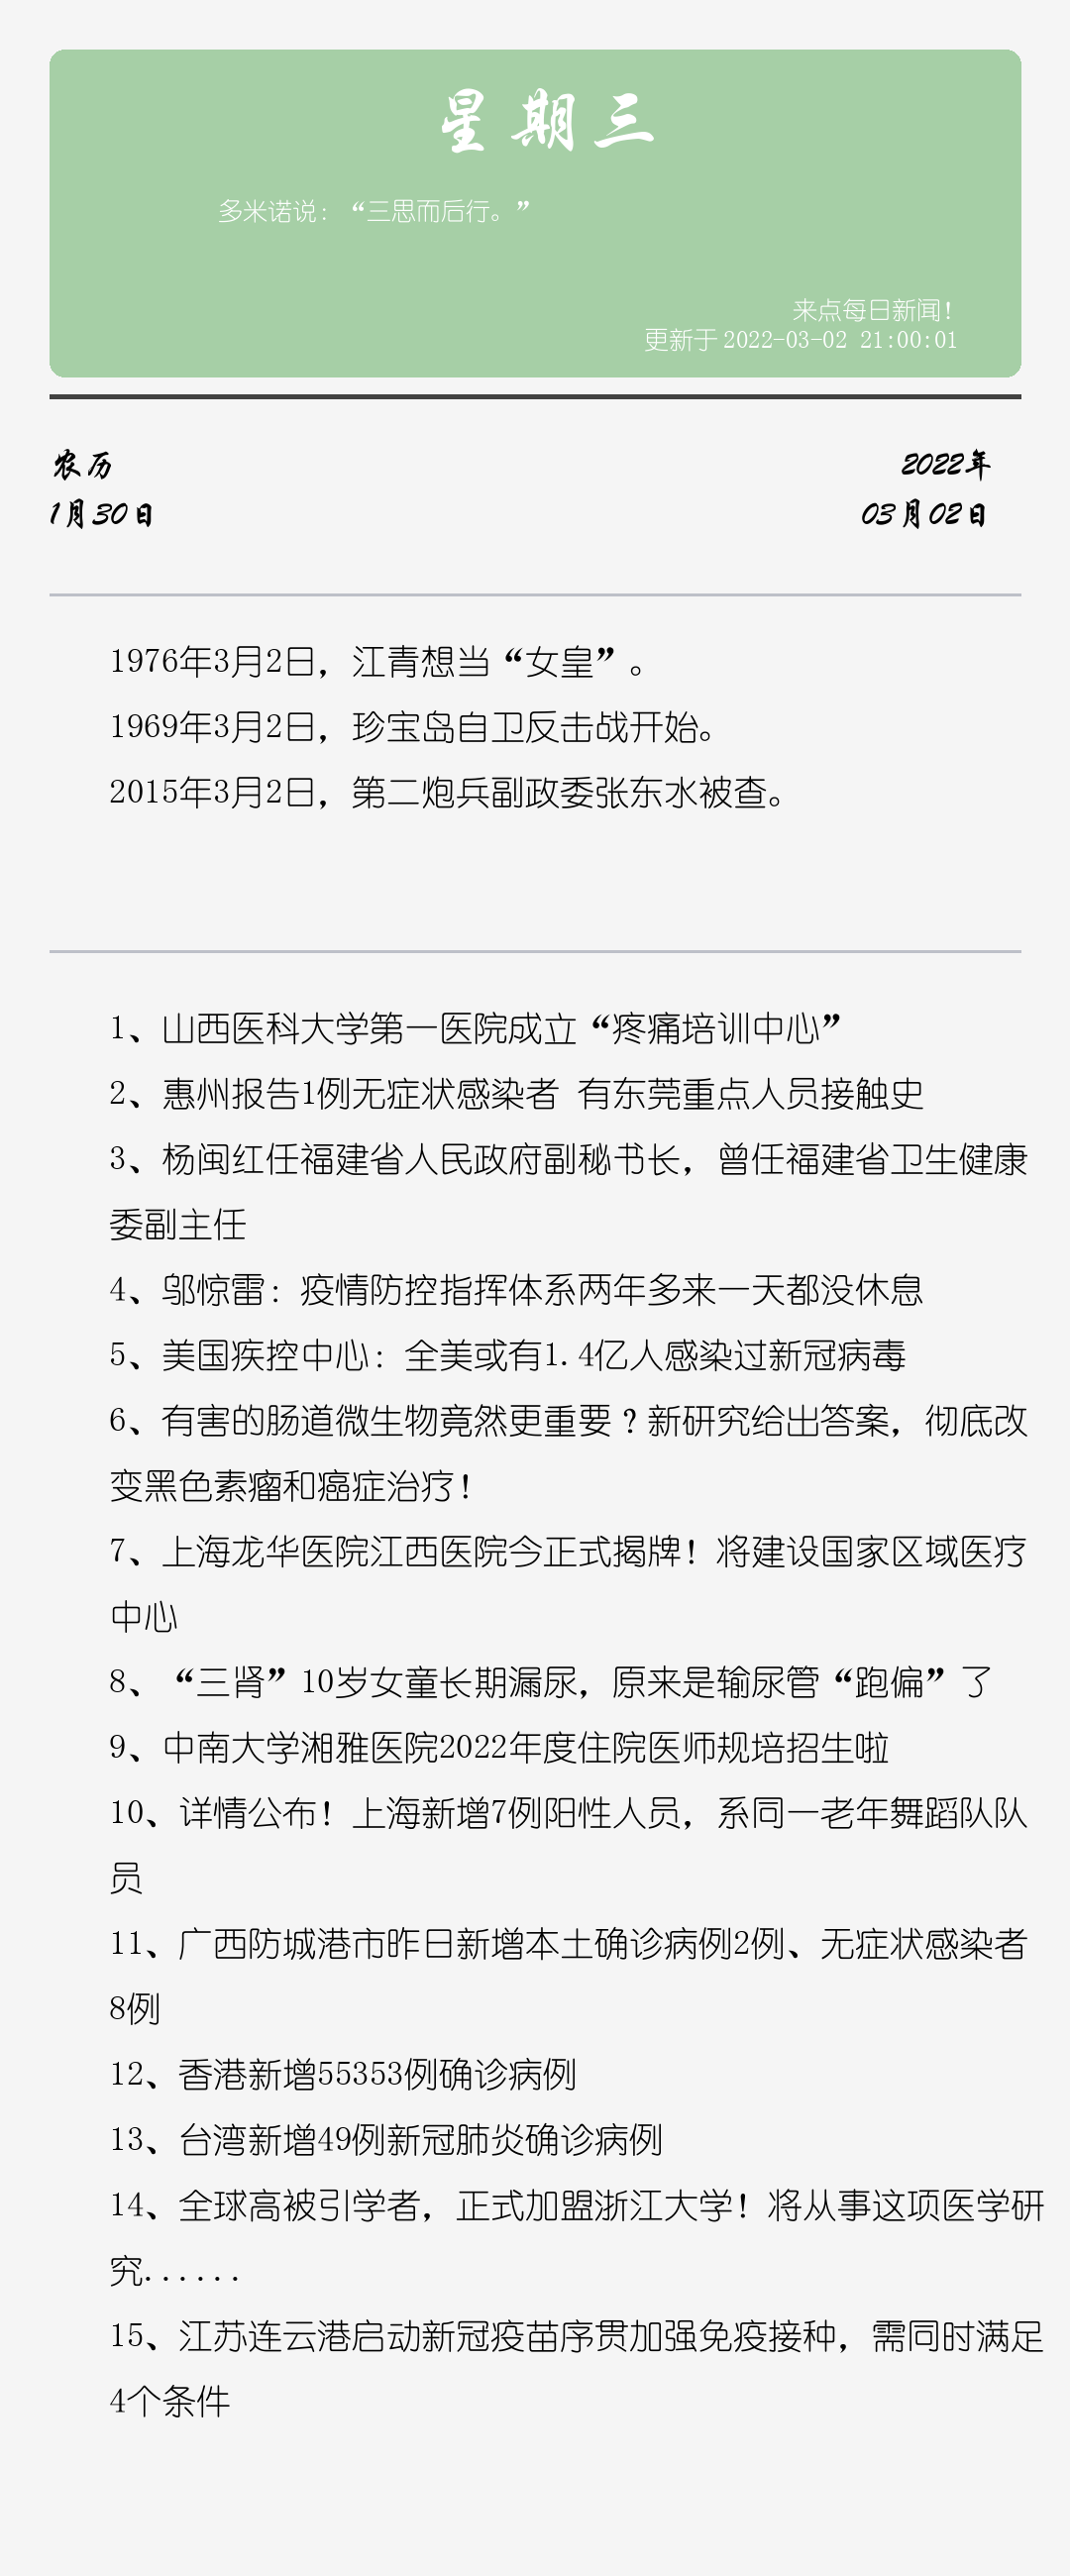 星期三
多米诺说：“三思而后行。”
来点每日新闻！
更新于 2022-03-02 21:00:01
农历
2022年
1月30日
03月02日
1976年3月2日，江青想当“女皇”。
1969年3月2日，珍宝岛自卫反击战开始。
2015年3月2日，第二炮兵副政委张东水被查。
1、山西医科大学第一医院成立“疼痛培训中心”
2、惠州报告1例无症状感染者 有东莞重点人员接触史
3、杨闽红任福建省人民政府副秘书长，曾任福建省卫生健康
委副主任
4、邬惊雷：疫情防控指挥体系两年多来一天都没休息
5、美国疾控中心：全美或有1.4亿人感染过新冠病毒
6、有害的肠道微生物竟然更重要？新研究给出答案，彻底改
变黑色素瘤和癌症治疗！
7、上海龙华医院江西医院今正式揭牌！将建设国家区域医疗
中心
8、“三肾”10岁女童长期漏尿，原来是输尿管“跑偏”了
9、中南大学湘雅医院2022年度住院医师规培招生啦
10、详情公布！上海新增7例阳性人员，系同一老年舞蹈队队
员
11、广西防城港市昨日新增本土确诊病例2例、无症状感染者
8例
12、香港新增55353例确诊病例
13、台湾新增49例新冠肺炎确诊病例
14、全球高被引学者，正式加盟浙江大学！将从事这项医学研
究......
15、江苏连云港启动新冠疫苗序贯加强免疫接种，需同时满足
4个条件